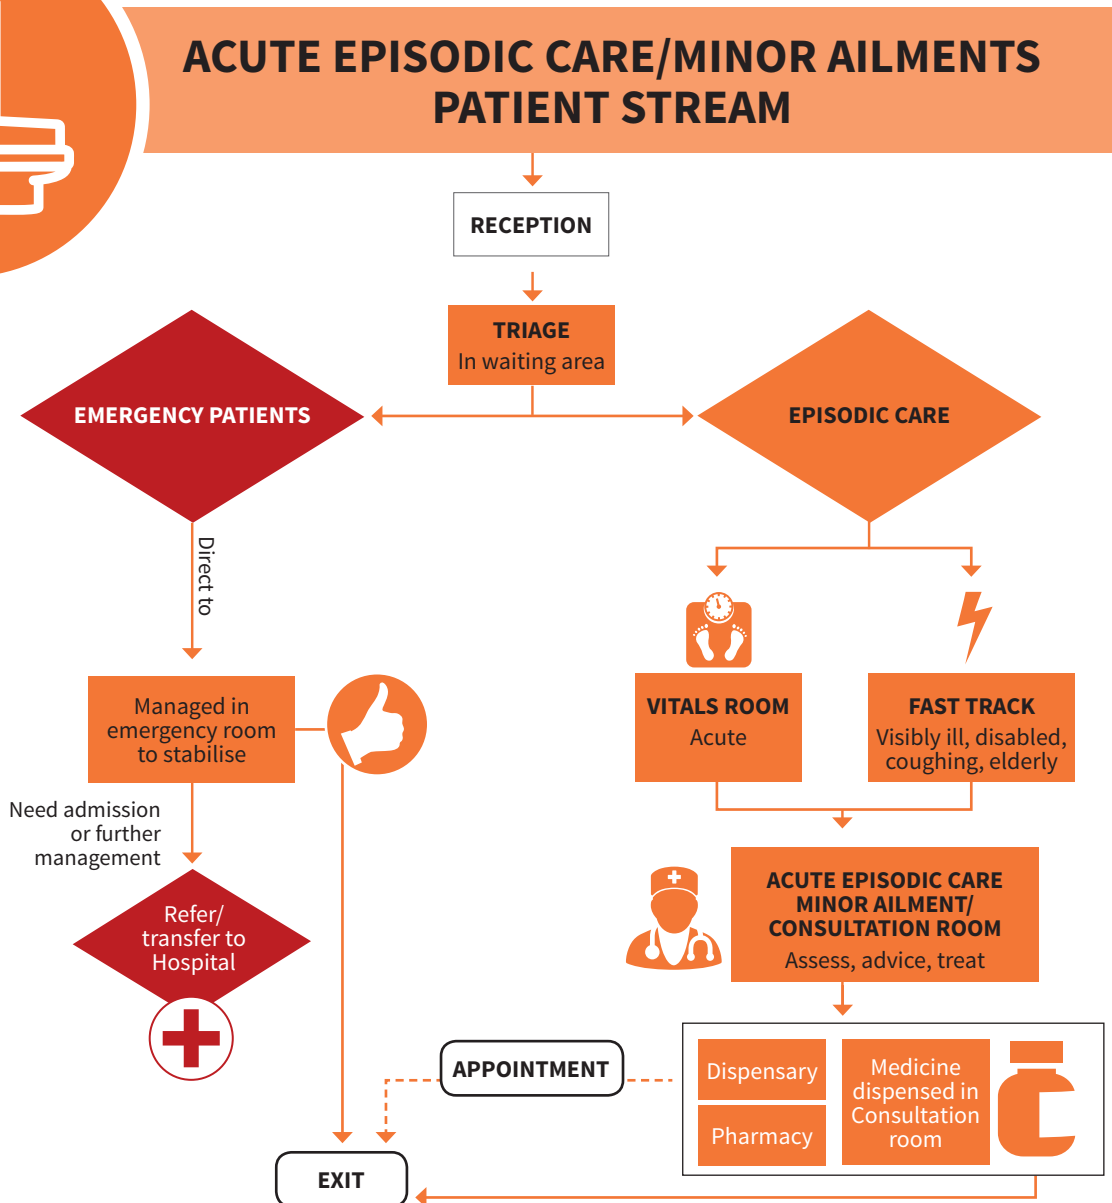 ACUTE EPISODIC CARE/MINOR AILMENTS
PATIENT STREAM
RECEPTION
TRIAGE
In waiting area
EMERGENCY PATIENTS
EPISODIC CARE
Direct to
Managed in
emergency room
to stabilise
VITALS ROOM
Acute
FAST TRACK
Visibly ill, disabled,
coughing, elderly
Need admission
or further
management
Refer/
transfer to
Hospital
ACUTE EPISODIC CARE
MINOR AILMENT/
CONSULTATION ROOM
Assess, advice, treat
APPOINTMENT
Dispensary
Pharmacy
Medicine
dispensed in
Consultation
room
EXIT